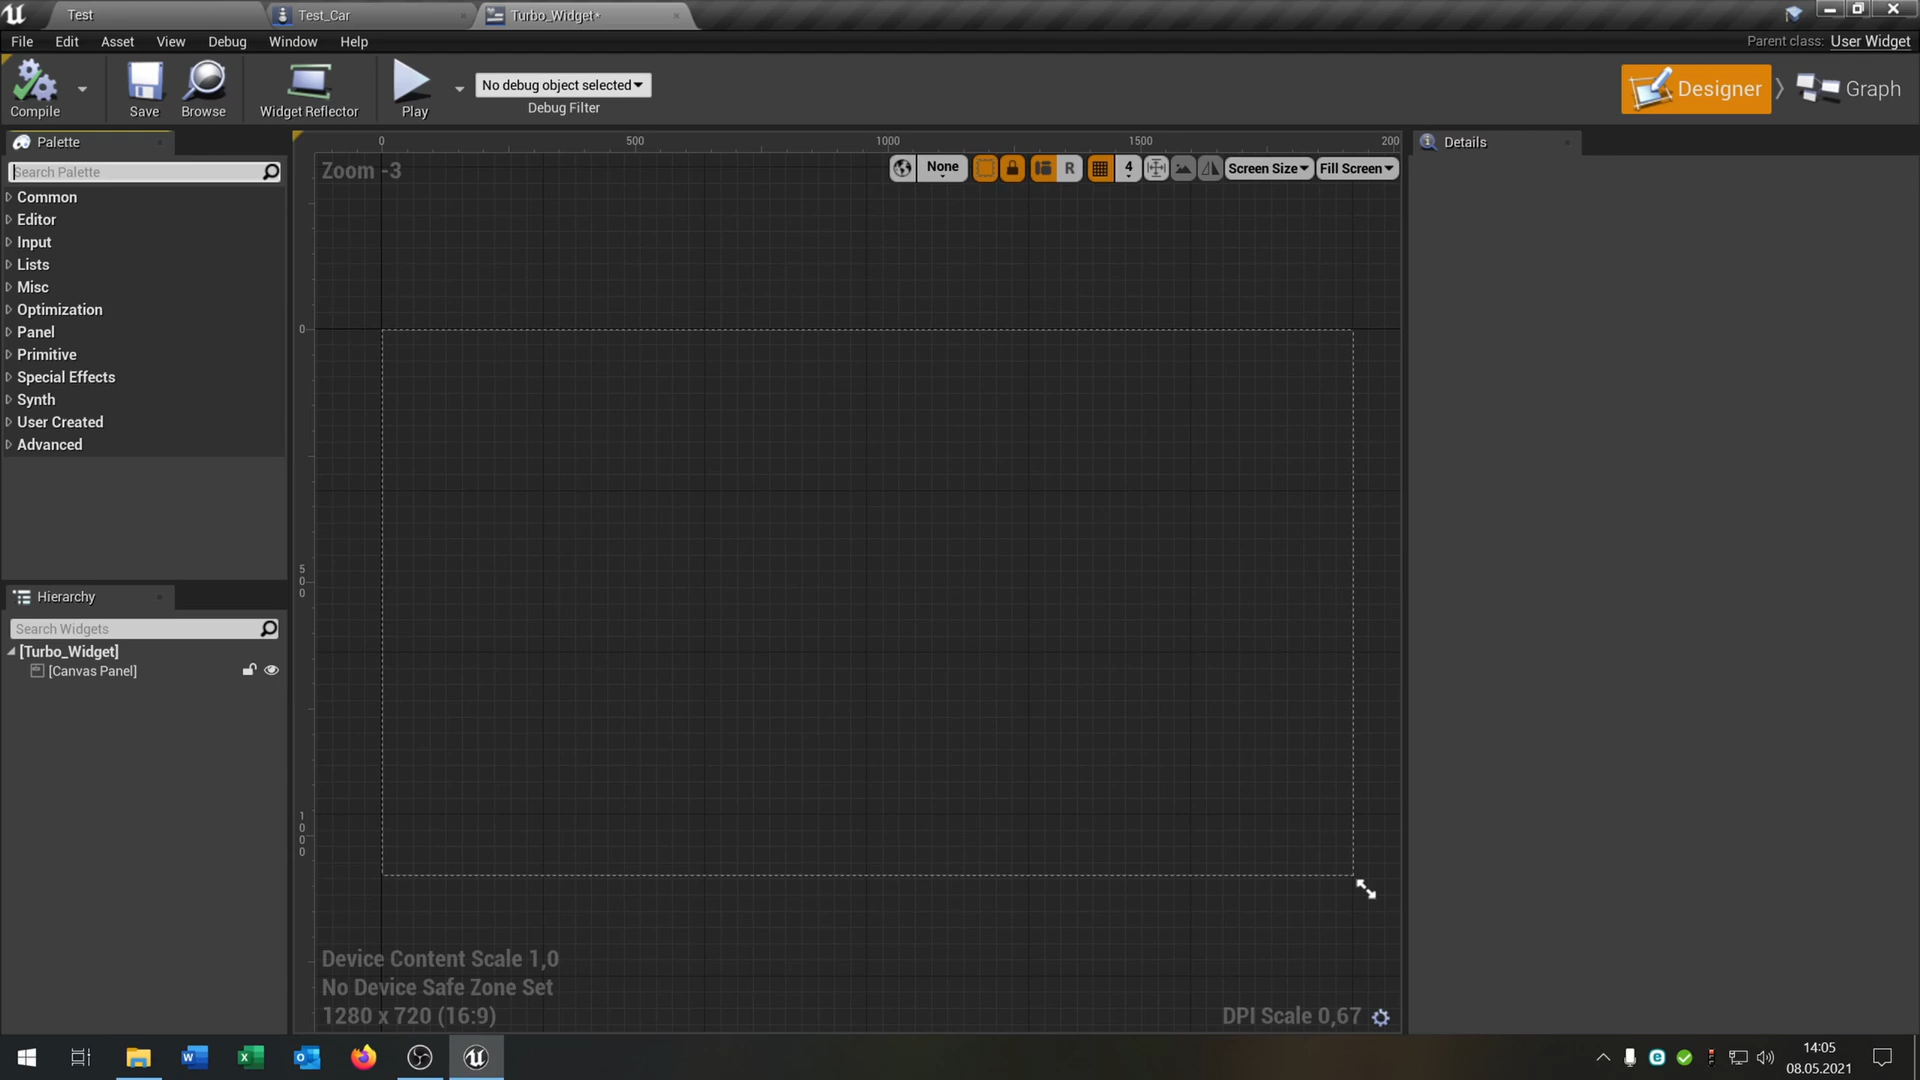 Test
Test_Car
Turbo_Widget*
File
Edit
Asset
View
Debug
Window
Help
Parent class: User Widget
Compile
Save
Browse
Widget Reflector
Play
No debug object selected
Debug Filter
Designer
Graph
Palette
Search Palette
Common
Editor
Input
Lists
Misc
Optimization
Panel
Primitive
Special Effects
Synth
User Created
Advanced
Hierarchy
Search Widgets
[Turbo_Widget]
[Canvas Panel]
0
500
1000
1500
200
Zoom -3
None
R
4
Screen Size
Fill Screen
0
500
1000
Device Content Scale 1,0
No Device Safe Zone Set
1280 x 720 (16:9)
DPI Scale 0,67
Details
14:05
08.05.2021